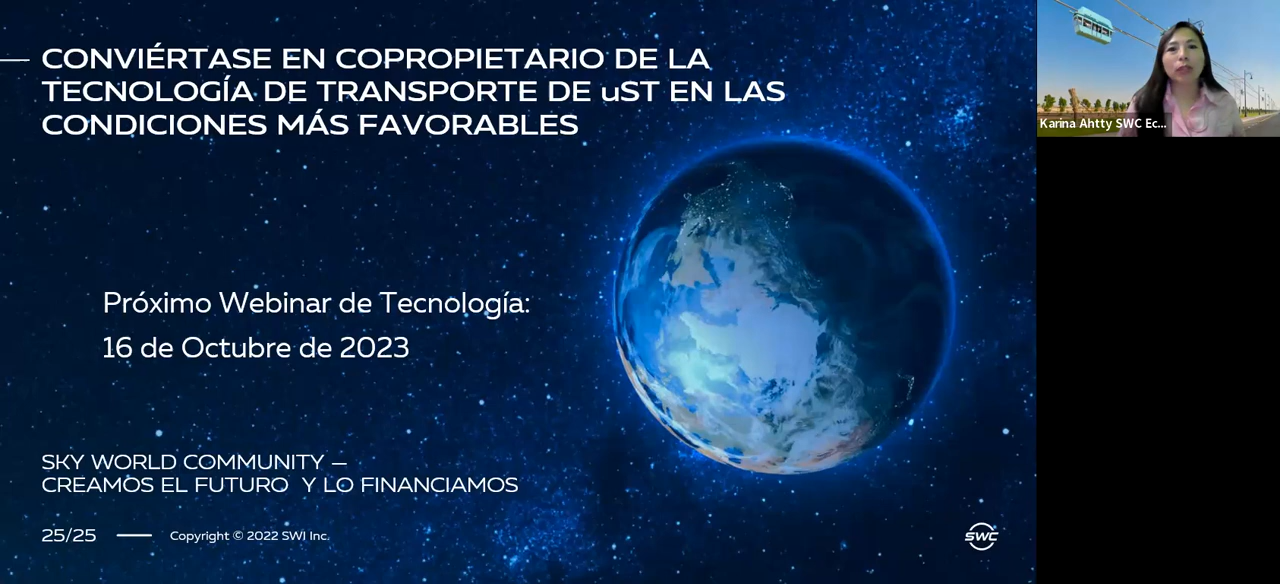 CONVIÉRTASE EN COPROPIETARIO DE LA
TECNOLOGÍA DE TRANSPORTE DE uST EN LAS
CONDICIONES MÁS FAVORABLES
Próximo Webinar de Tecnología:
16 de Octubre de 2023
SKY WORLD COMMUNITY –
CREAMOS EL FUTURO Y LO FINANCIAMOS
25/25
Copyright © 2022 SWI Inc.
SWC
Karina Ahtty SWC Ec...